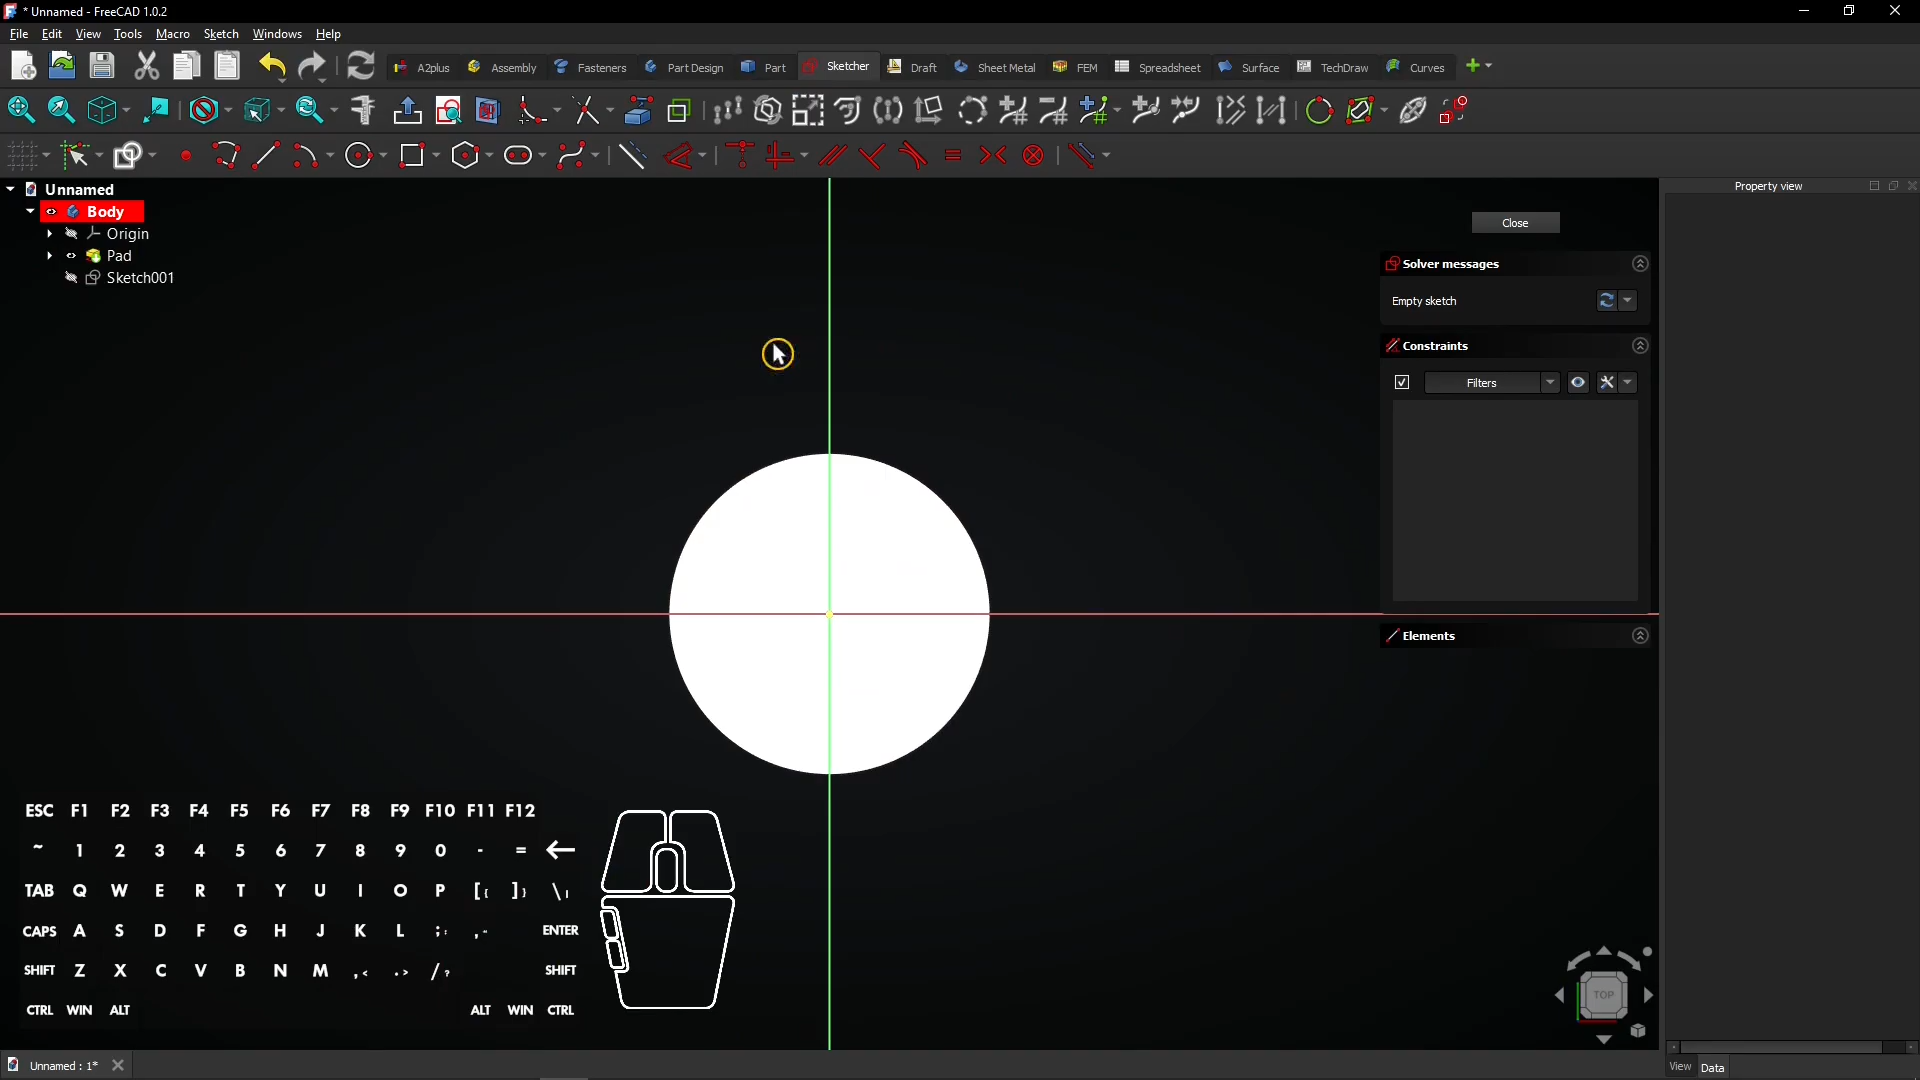 * Unnamed - FreeCAD 1.0.2
File Edit View Tools Macro Sketch Windows Help
A2plus Assembly Fasteners Part Design Part Sketcher Draft Sheet Metal FEM Spreadsheet Surface TechDraw Curves
Unnamed
Body
Origin
Pad
Sketch001
Property view
Close
Solver messages
Empty sketch
Constraints
Filters
Elements
ESC F1 F2 F3 F4 F5 F6 F7 F8 F9 F10 F11 F12
~ 1 2 3 4 5 6 7 8 9 0 - = ←
TAB Q W E R T Y U I O P [{ ]} \|
CAPS A S D F G H J K L ;: ,“ ENTER
SHIFT Z X C V B N M ,< .> /? SHIFT
CTRL WIN ALT ALT WIN CTRL
TOP
Unnamed : 1*
View Data